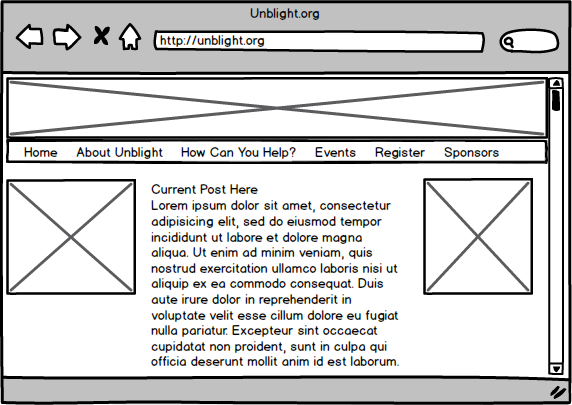 Unblight.org
http://unblight.org
Home About Unblight How Can You Help? Events Register Sponsors
Current Post Here
Lorem ipsum dolor sit amet, consectetur
adipisicing elit, sed do eiusmod tempor
incididunt ut labore et dolore magna
aliqua. Ut enim ad minim veniam, quis
nostrud exercitation ullamco laboris nisi ut
aliquip ex ea commodo consequat. Duis
aute irure dolor in reprehenderit in
voluptate velit esse cillum dolore eu fugiat
nulla pariatur. Excepteur sint occaecat
cupidatat non proident, sunt in culpa qui
officia deserunt mollit anim id est laborum.